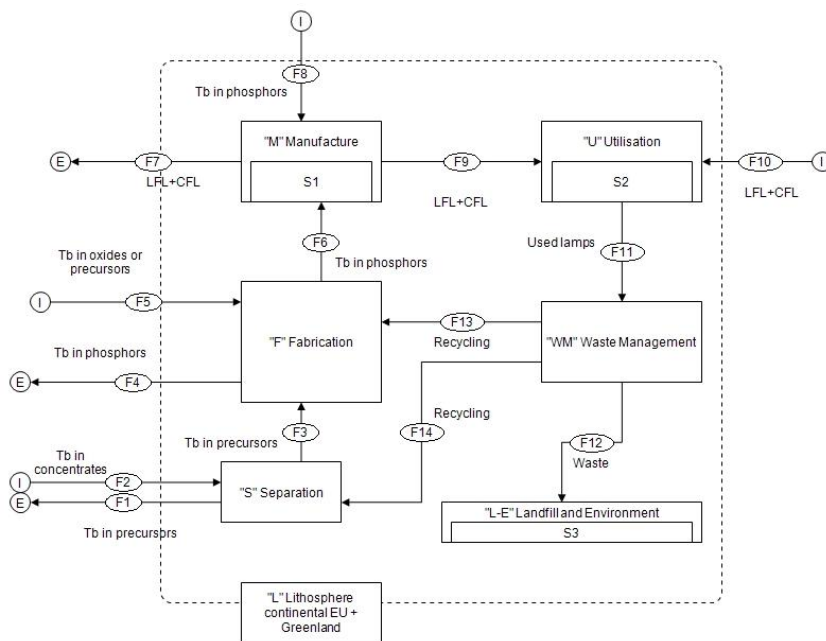 I
F8
Tb in phosphors
"M" Manufacture
S1
"U" Utilisation
S2
E
F7
LFL+CFL
F9
LFL+CFL
F10
I
LFL+CFL
F6
Tb in phosphors
Used lamps
F11
Tb in oxides or
precursors
I
F5
"F" Fabrication
F13
Recycling
"WM" Waste Management
Tb in phosphors
E
F4
Recycling
F14
F3
Tb in precursors
F12
Waste
Tb in
concentrates
I
F2
E
F1
"S" Separation
Tb in precursors
"L-E" Landfill and Environment
S3
"L" Lithosphere
continental EU +
Greenland